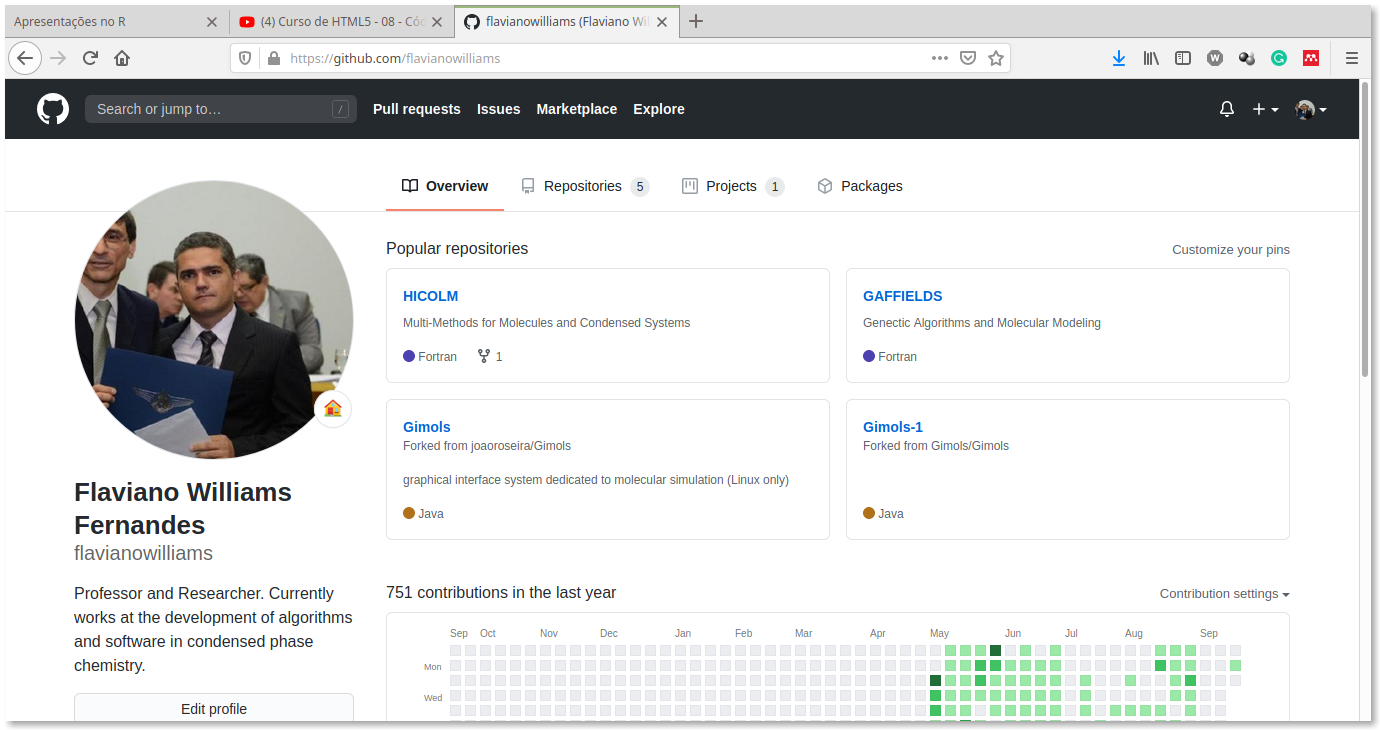 Apresentações no R
(4) Curso de HTML5 - 08 - Cód
flavianowilliams (Flaviano Wil
https://github.com/flavianowilliams
W
G
Search or jump to…
/
Pull requests
Issues
Marketplace
Explore
Overview
Repositories 5
Projects 1
Packages
Popular repositories
Customize your pins
HICOLM
Multi-Methods for Molecules and Condensed Systems
Fortran 1
GAFFIELDS
Genectic Algorithms and Molecular Modeling
Fortran
Gimols
Forked from joaoroseira/Gimols
graphical interface system dedicated to molecular simulation (Linux only)
Java
Gimols-1
Forked from Gimols/Gimols
Java
Flaviano Williams
Fernandes
flavianowilliams
Professor and Researcher. Currently
works at the development of algorithms
and software in condensed phase
chemistry.
Edit profile
751 contributions in the last year
Contribution settings
Sep Oct Nov Dec Jan Feb Mar Apr May Jun Jul Aug Sep
Mon
Wed